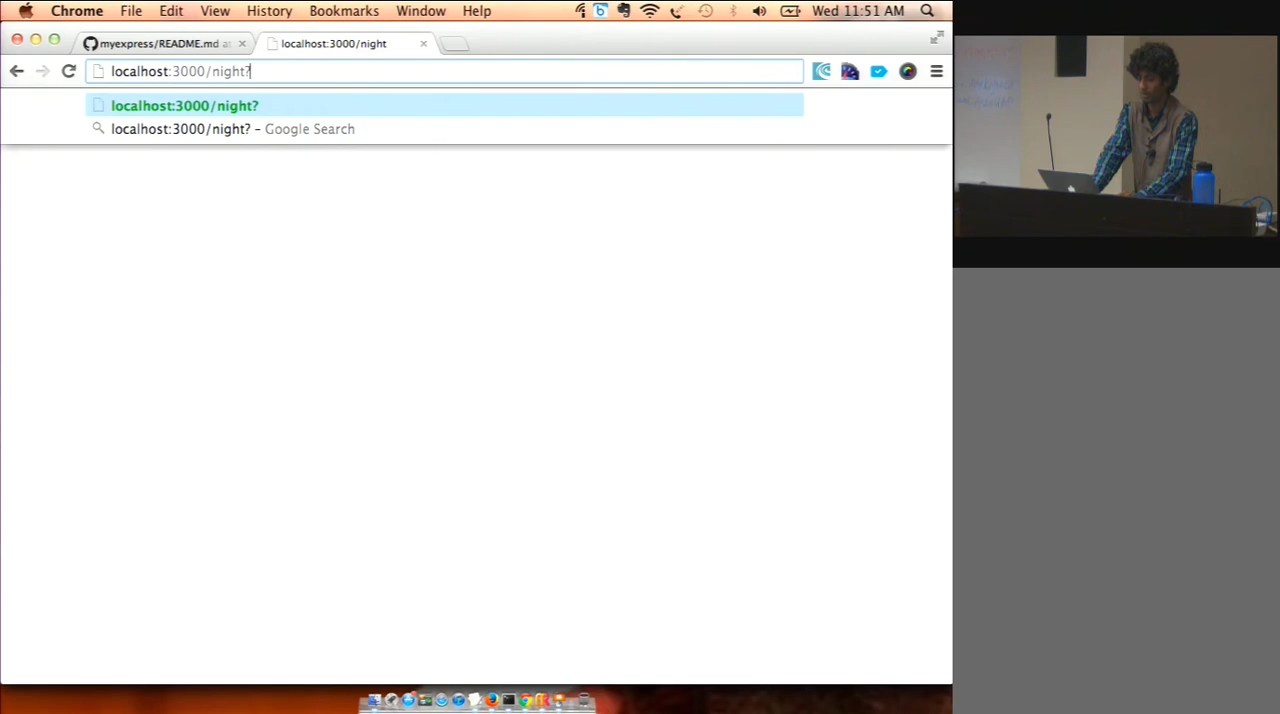 Chrome File Edit View History Bookmarks Window Help Wed 11:51 AM
myexpress/README.md at
localhost:3000/night
localhost:3000/night?
localhost:3000/night?
localhost:3000/night? – Google Search